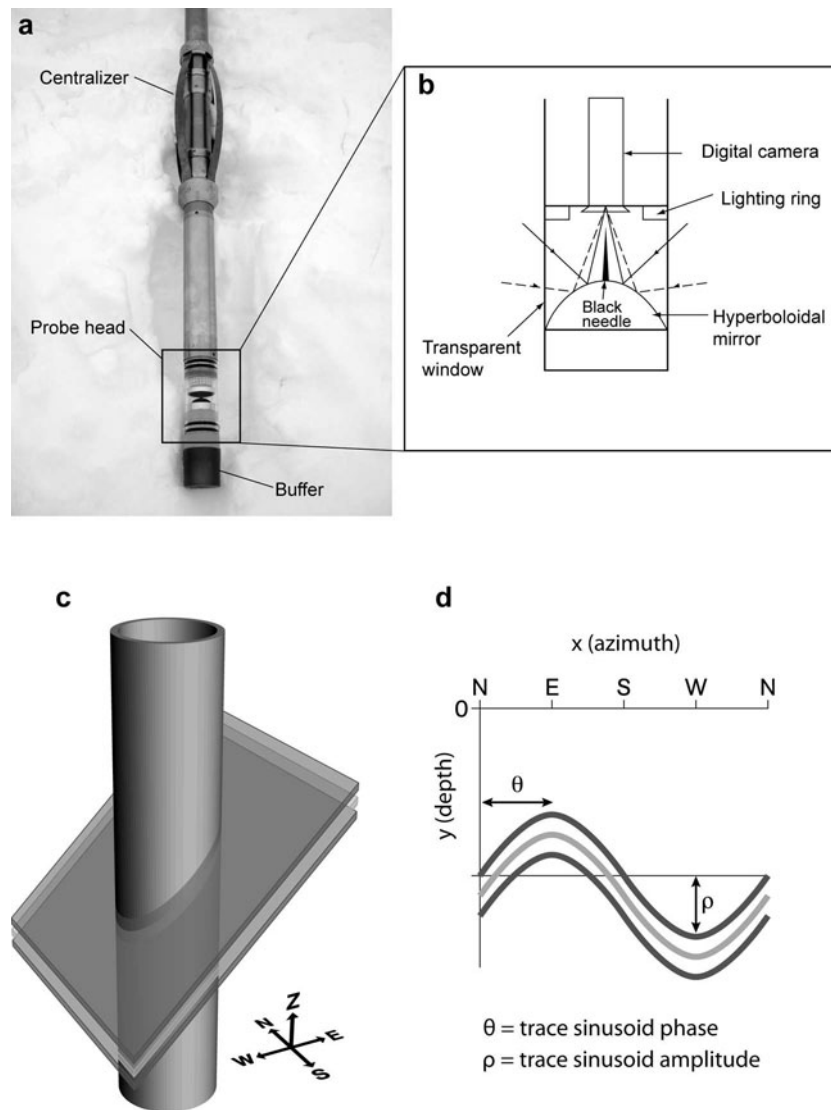 a
Centralizer
Probe head
Buffer
b
Digital camera
Lighting ring
Black
needle
Hyperboloidal
mirror
Transparent
window
c
Z
N
E
W
S
d
x (azimuth)
N E S W N
0
y (depth)
θ
ρ
θ = trace sinusoid phase
ρ = trace sinusoid amplitude